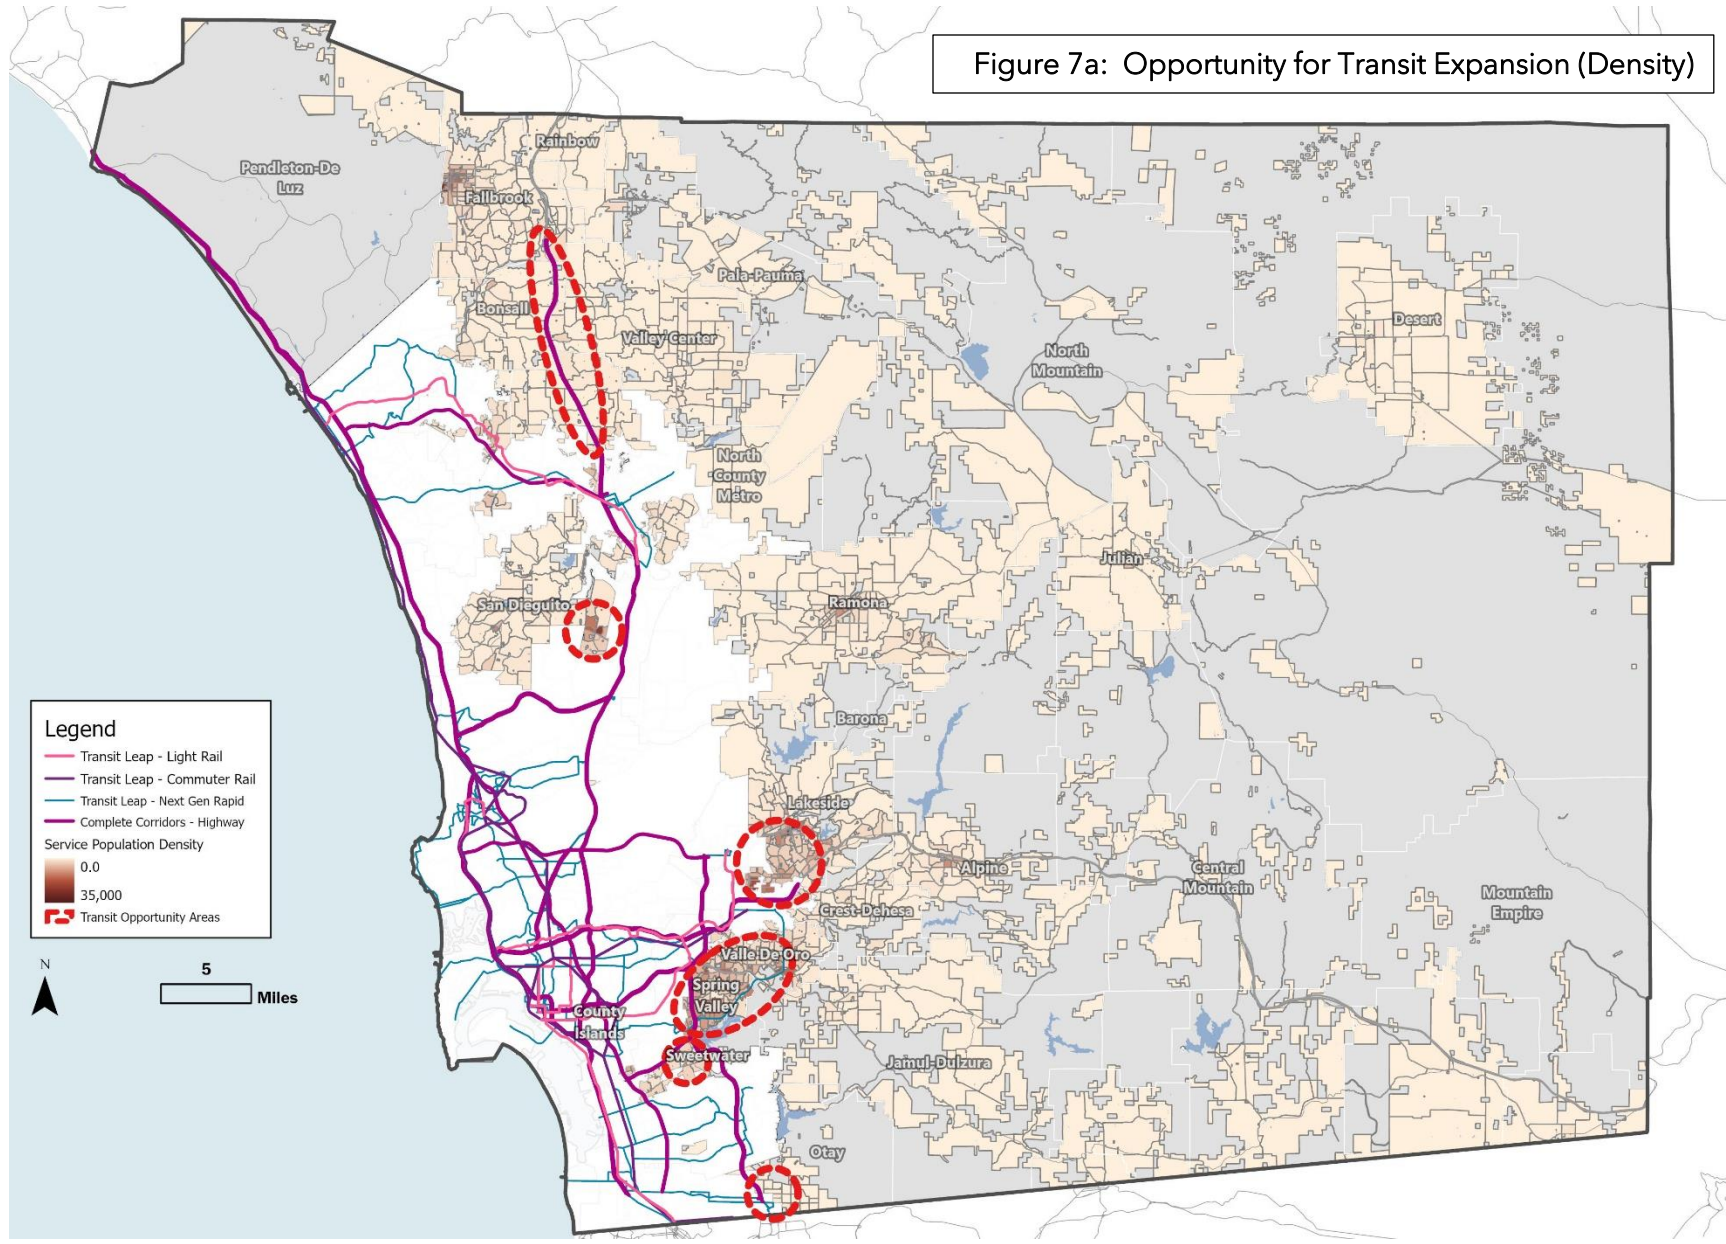 Figure 7a: Opportunity for Transit Expansion (Density)
Rainbow
Pendleton-De
Luz
Fallbrook
Pala-Pauma
Bonsall
Valley Center
Desert
North
Mountain
North
County
Metro
Julian
San Dieguito
Ramona
Barona
Lakeside
Alpine
Central
Mountain
Mountain
Empire
Crest-Dehesa
Valle De Oro
Spring
Valley
County
Islands
Sweetwater
Jamul-Dulzura
Otay
Legend
Transit Leap - Light Rail
Transit Leap - Commuter Rail
Transit Leap - Next Gen Rapid
Complete Corridors - Highway
Service Population Density
0.0
35,000
Transit Opportunity Areas
N
5
Miles